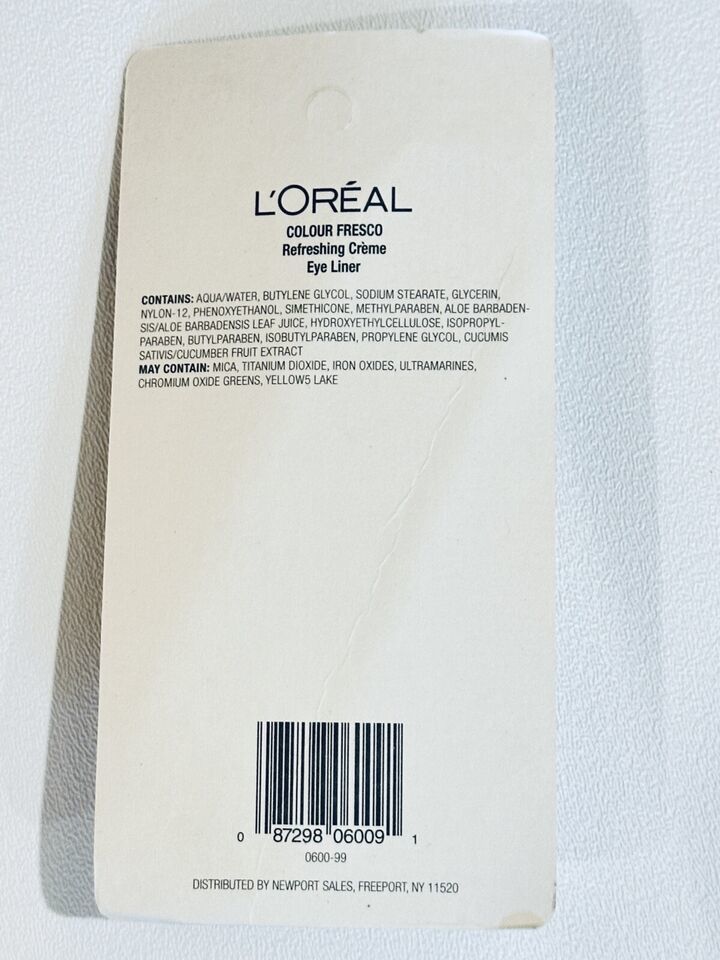 L'ORÉAL
COLOUR FRESCO
Refreshing Crème
Eye Liner
CONTAINS: AQUA/WATER, BUTYLENE GLYCOL, SODIUM STEARATE, GLYCERIN,
NYLON-12, PHENOXYETHANOL, SIMETHICONE, METHYLPARABEN, ALOE BARBADEN-
SIS/ALOE BARBADENSIS LEAF JUICE, HYDROXYETHYLCELLULOSE, ISOPROPYL-
PARABEN, BUTYLPARABEN, ISOBUTYLPARABEN, PROPYLENE GLYCOL, CUCUMIS
SATIVIS/CUCUMBER FRUIT EXTRACT
MAY CONTAIN: MICA, TITANIUM DIOXIDE, IRON OXIDES, ULTRAMARINES,
CHROMIUM OXIDE GREENS, YELLOW5 LAKE
0 87298 06009 1
0600-99
DISTRIBUTED BY NEWPORT SALES, FREEPORT, NY 11520